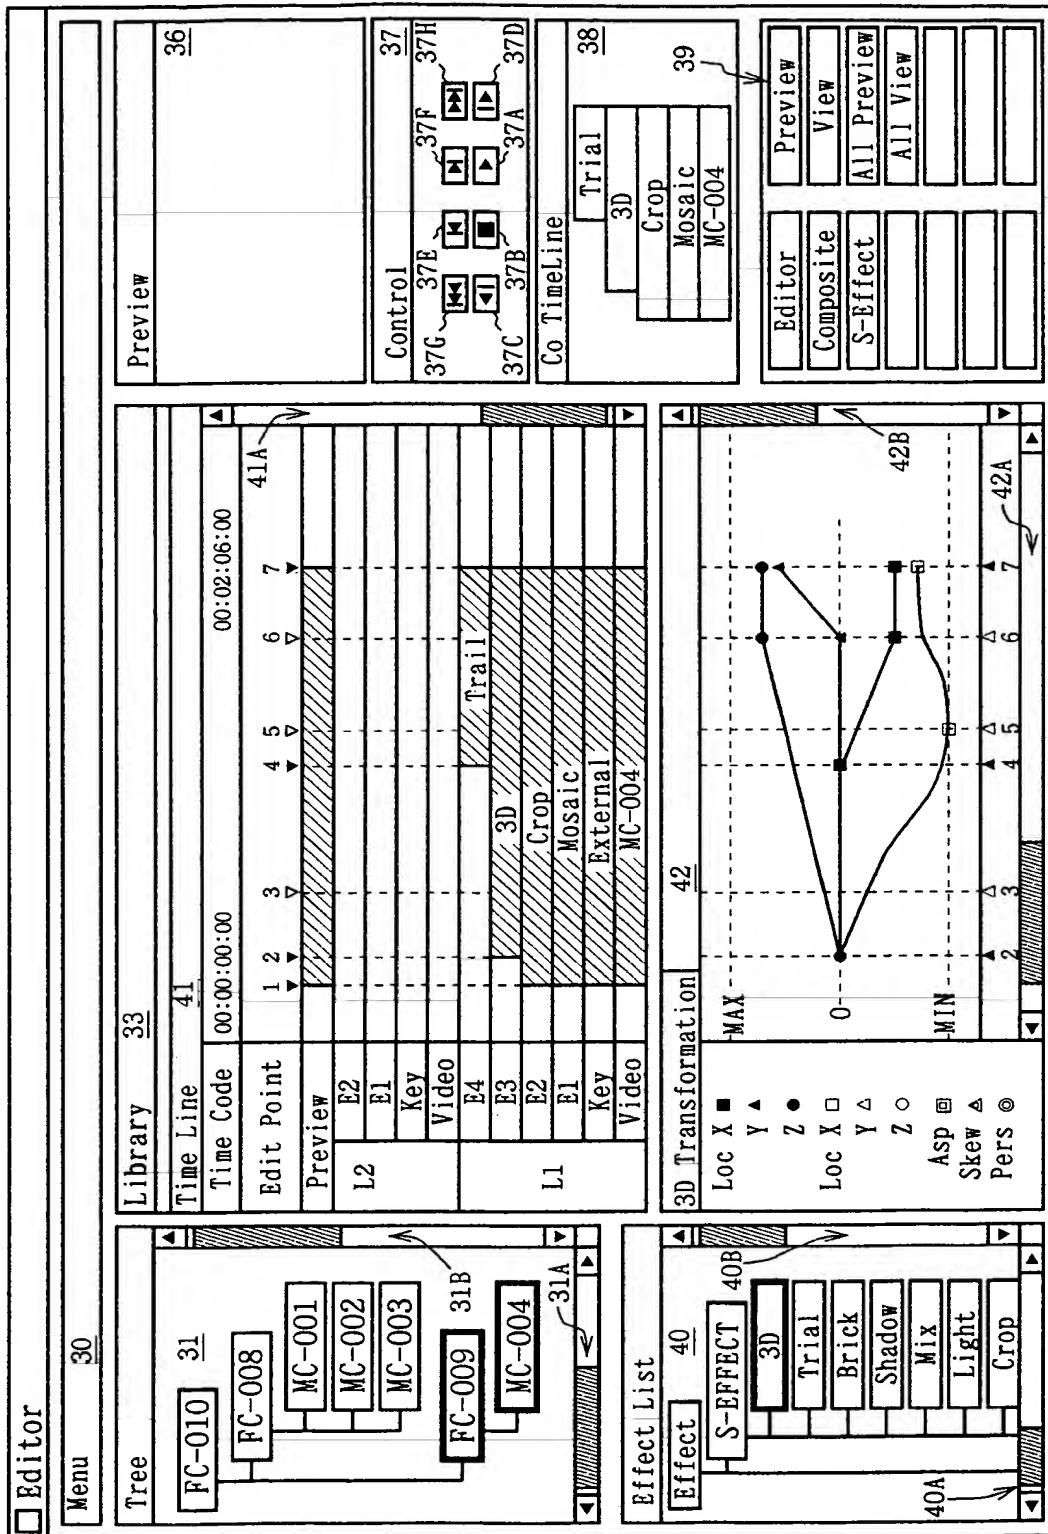 Editor
Menu 30
Tree
31
FC-010
FC-008
MC-001
MC-002
MC-003
FC-009
MC-004
31B
31A
Effect List
40
Effect
S-EFFECT
40B
3D
Trial
Brick
Shadow
Mix
Light
Crop
40A
Library 33
Time Line 41
Time Code 00:00:00:00 00:02:06:00
Edit Point 1 2 3 4 5 6 7
41A
Preview
L2 E2
E1
Key
Video
L1 E4 Trail
E3 3D
E2 Crop
E1 Mosaic
Key External
Video MC-004
3D Transformation 42
Loc X
Y
Z
Loc X
Y
Z
Asp
Skew
Pers
MAX
0
MIN
42B
2 3 4 5 6 7
42A
Preview 36
Control 37
37G 37E 37F 37H
37C 37B 37A 37D
Co TimeLine 38
Trial
3D
Crop
Mosaic
MC-004
39
Editor Preview
Composite View
S-Effect All Preview
All View